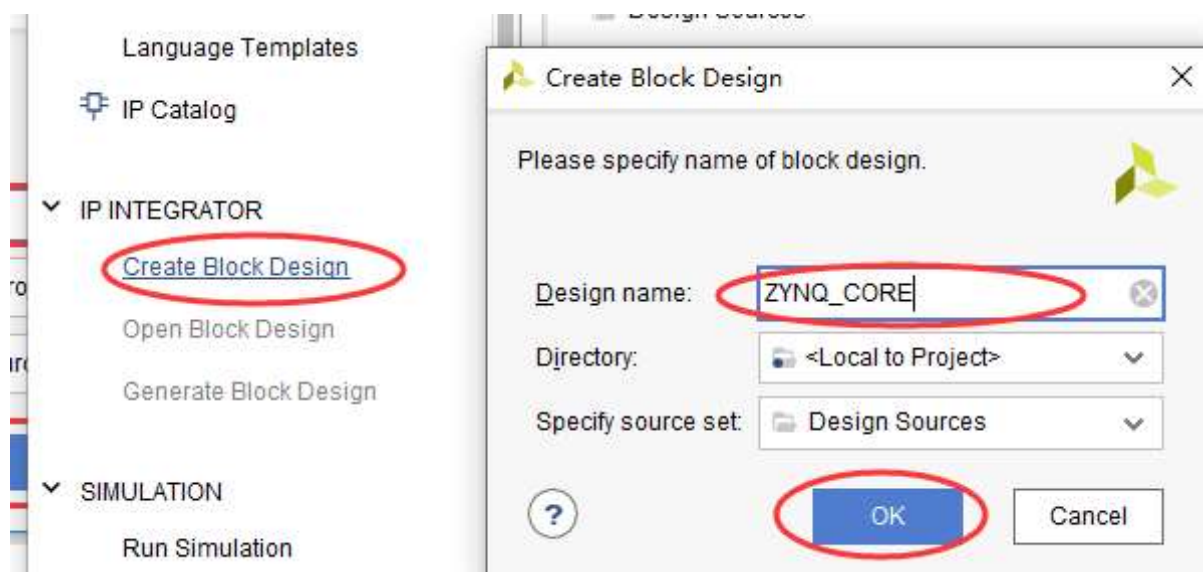 Language Templates
IP Catalog
IP INTEGRATOR
Create Block Design
Open Block Design
Generate Block Design
SIMULATION
Run Simulation
Design Sources
Create Block Design
Please specify name of block design.
Design name: ZYNQ_CORE
Directory: <Local to Project>
Specify source set: Design Sources
? OK Cancel